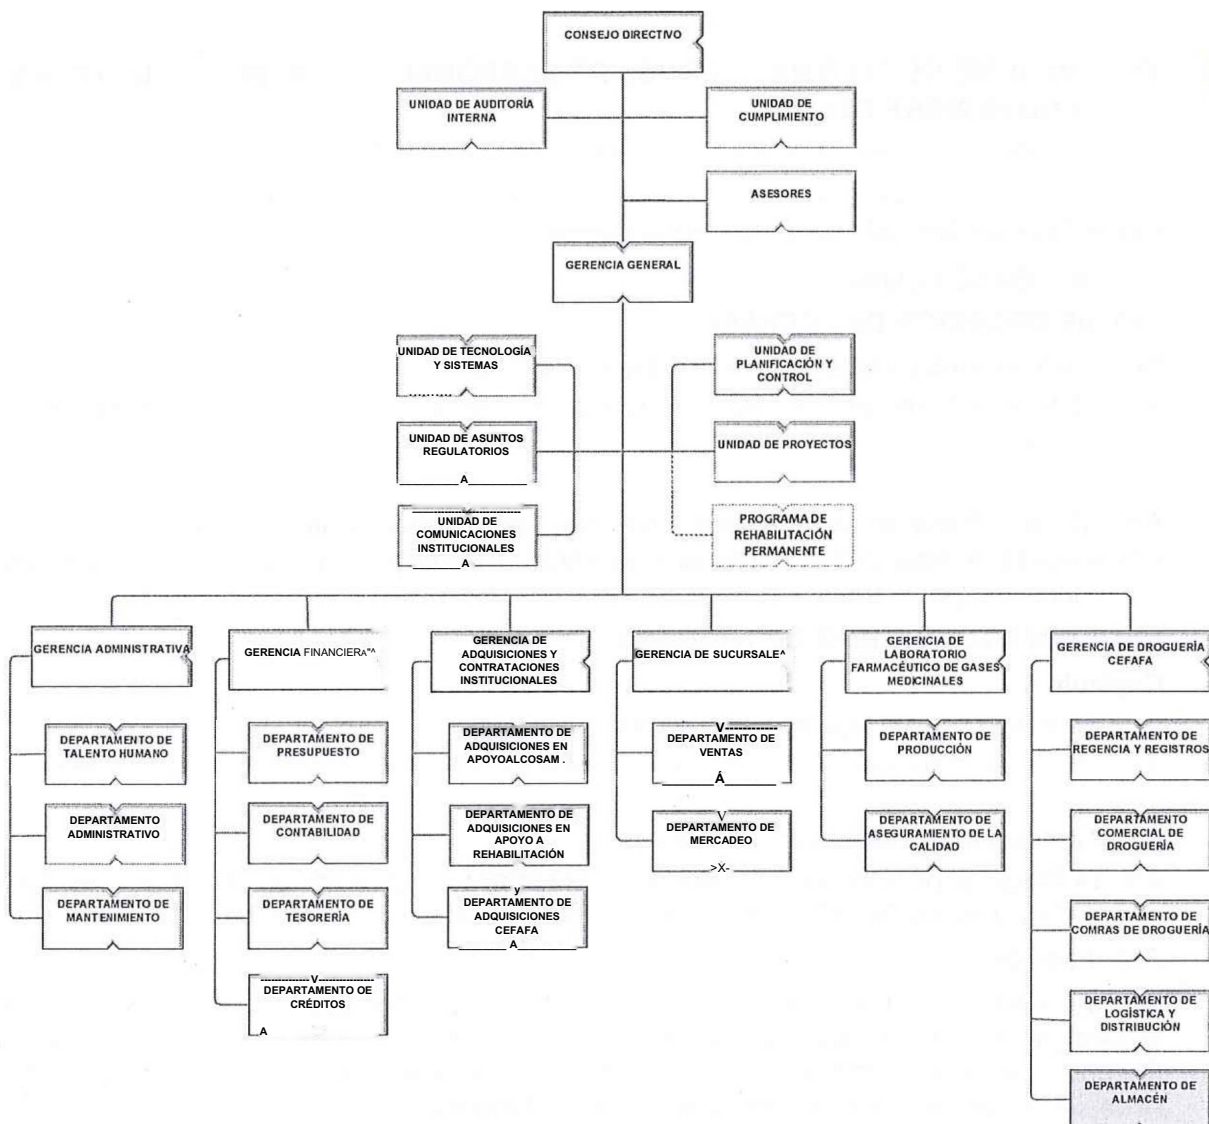 CONSEJO DIRECTIVO
UNIDAD DE AUDITORÍA
INTERNA
UNIDAD DE
CUMPLIMIENTO
ASESORES
GERENCIA GENERAL
UNIDAD DE TECNOLOGÍA
Y SISTEMAS
UNIDAD DE
PLANIFICACIÓN Y
CONTROL
UNIDAD DE ASUNTOS
REGULATORIOS
A
UNIDAD DE PROYECTOS
UNIDAD DE
COMUNICACIONES
INSTITUCIONALES
A
PROGRAMA DE
REHABILITACIÓN
PERMANENTE
GERENCIA ADMINISTRATIVA
GERENCIA FINANCIERA"^
GERENCIA DE
ADQUISICIONES Y
CONTRATACIONES
INSTITUCIONALES
GERENCIA DE SUCURSALE^
GERENCIA DE
LABORATORIO
FARMACÉUTICO DE GASES
MEDICINALES
GERENCIA DE DROGUERÍA
CEFAFA
DEPARTAMENTO DE
TALENTO HUMANO
DEPARTAMENTO
ADMINISTRATIVO
DEPARTAMENTO DE
MANTENIMIENTO
DEPARTAMENTO DE
PRESUPUESTO
DEPARTAMENTO DE
CONTABILIDAD
DEPARTAMENTO DE
TESORERÍA
V
DEPARTAMENTO OE
CRÉDITOS
A
DEPARTAMENTO DE
ADQUISICIONES EN
APOYOALCOSAM .
DEPARTAMENTO DE
ADQUISICIONES EN
APOYO A
REHABILITACIÓN
y
DEPARTAMENTO DE
ADQUISICIONES
CEFAFA
A
V
DEPARTAMENTO DE
VENTAS
Á
V
DEPARTAMENTO DE
MERCADEO
>X-
DEPARTAMENTO DE
PRODUCCIÓN
DEPARTAMENTO DE
ASEGURAMIENTO DE LA
CALIDAD
DEPARTAMENTO DE
REGENCIA Y REGISTROS
DEPARTAMENTO
COMERCIAL DE
DROGUERÍA
DEPARTAMENTO DE
COMRAS DE DROGUERÍA
DEPARTAMENTO DE
LOGÍSTICA Y
DISTRIBUCIÓN
DEPARTAMENTO DE
ALMACÉN